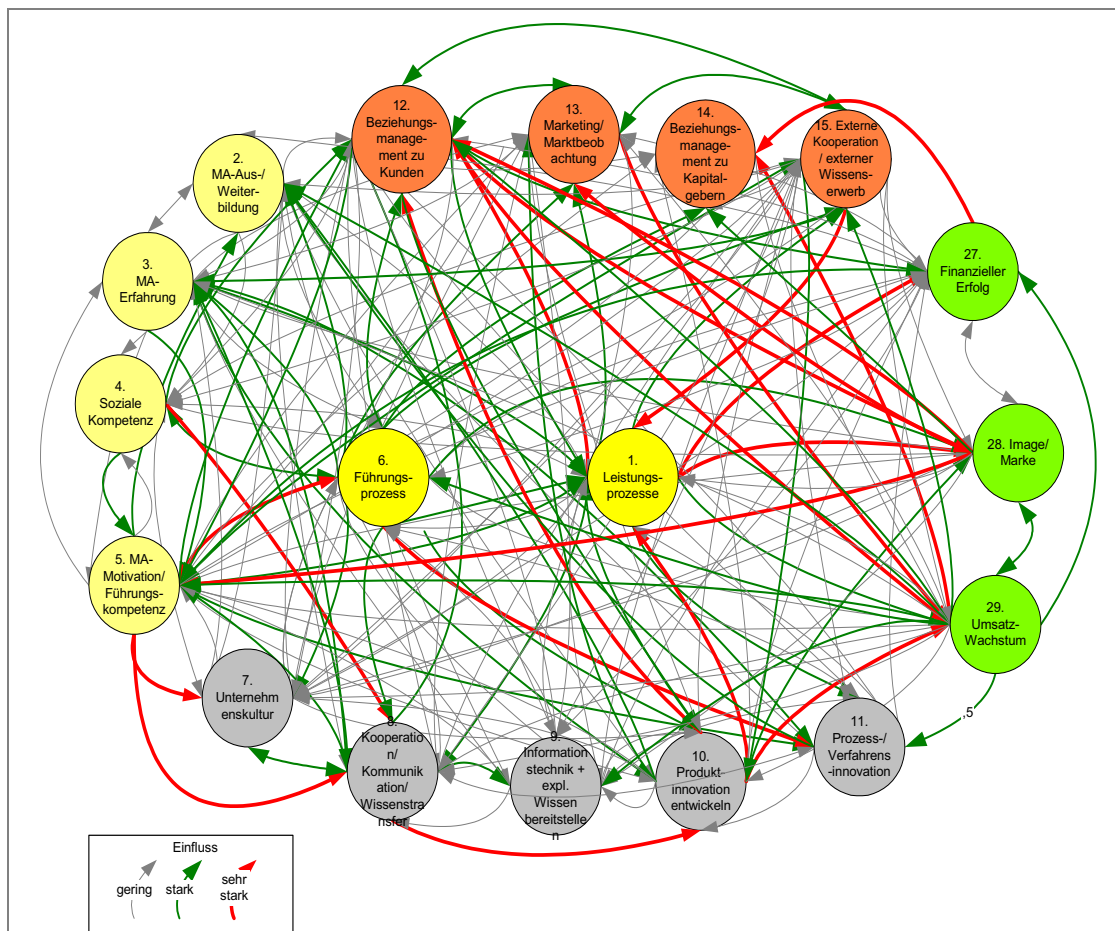 12.
Beziehungs-
management zu
Kunden
13.
Marketing/
Marktbeob
achtung
14.
Beziehungs-
management zu
Kapital-
gebern
15. Externe
Kooperation
/ externer
Wissens-
erwerb
2.
MA-Aus-/
Weiter-
bildung
3.
MA-
Erfahrung
27.
Finanzieller
Erfolg
4.
Soziale
Kompetenz
6.
Führungs-
prozess
1.
Leistungs-
prozesse
28. Image/
Marke
5. MA-
Motivation/
Führungs-
kompetenz
29.
Umsatz-
Wachstum
7.
Unternehm
enskultur
8.
Kooperatio
n/
Kommunik
ation/
Wissenstra
nsfer
9.
Information
stechnik +
expl.
Wissen
bereitstelle
n
10.
Produkt-
innovation
entwickeln
11.
Prozess-/
Verfahrens
-innovation
,5
Einfluss
gering
stark
sehr
stark